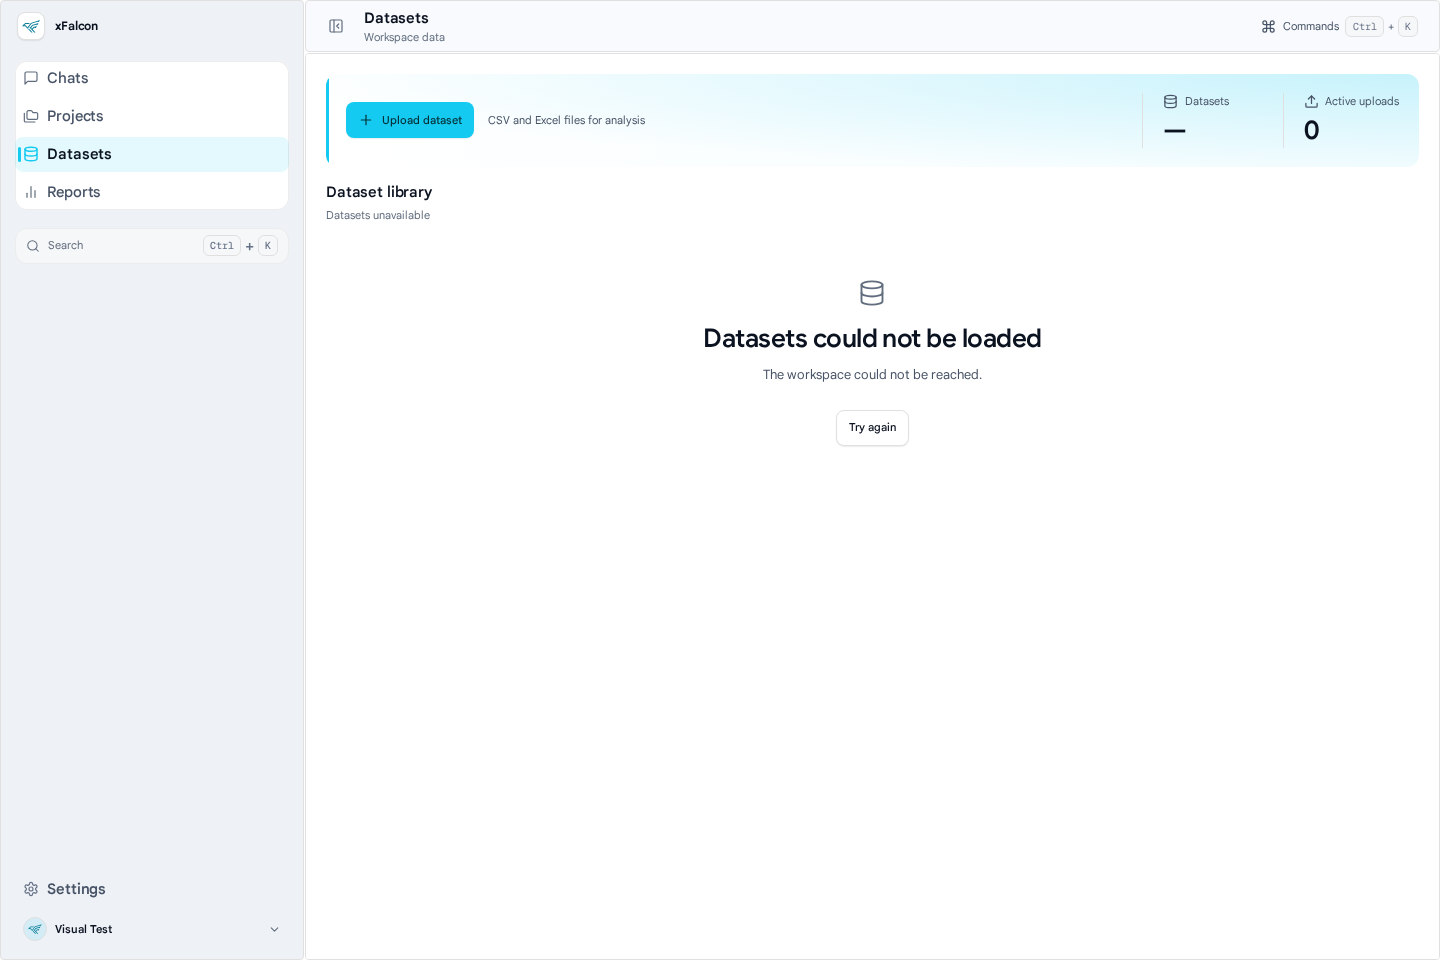 xFalcon
Chats
Projects
Datasets
Reports
Search Ctrl + K
Settings
Visual Test
Datasets
Workspace data
Commands Ctrl + K
Upload dataset
CSV and Excel files for analysis
Datasets
—
Active uploads
0
Dataset library
Datasets unavailable
Datasets could not be loaded
The workspace could not be reached.
Try again